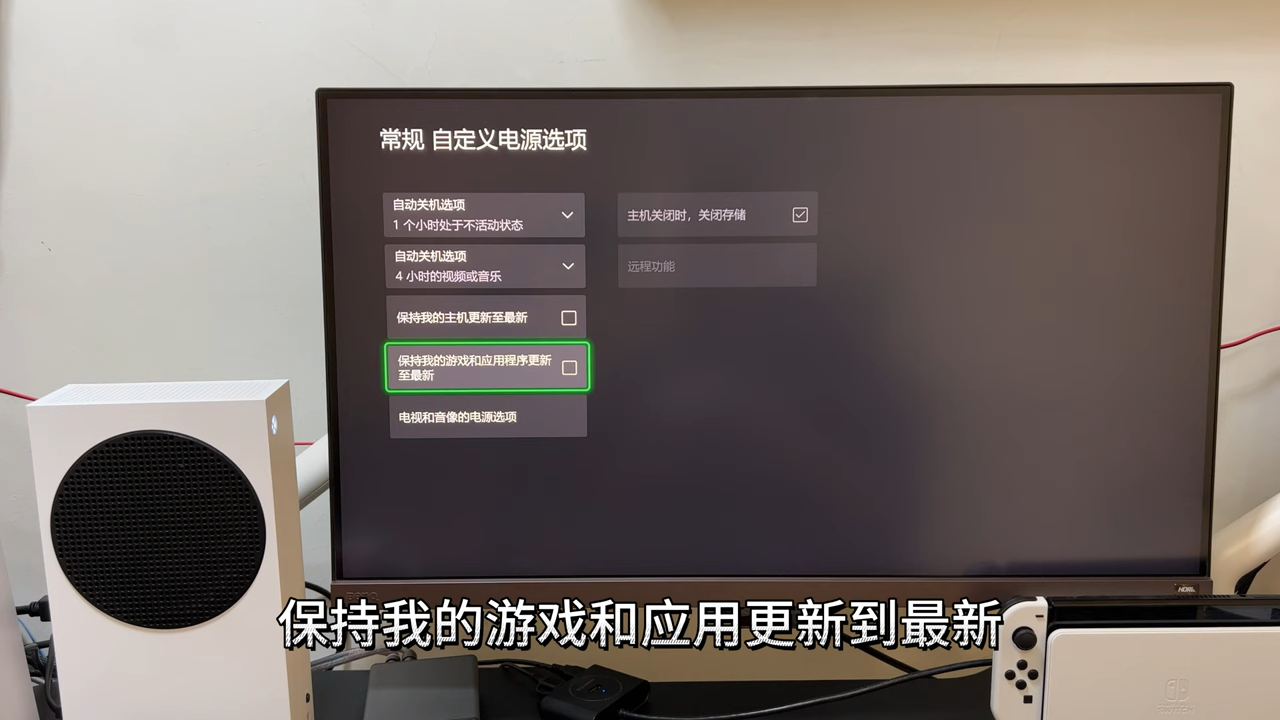 常规 自定义电源选项
自动关机选项
1 个小时处于不活动状态
自动关机选项
4 小时的视频或音乐
保持我的主机更新至最新
保持我的游戏和应用程序更新
至最新
电视和音像的电源选项
主机关闭时，关闭存储
远程功能
HDMI
保持我的游戏和应用更新到最新